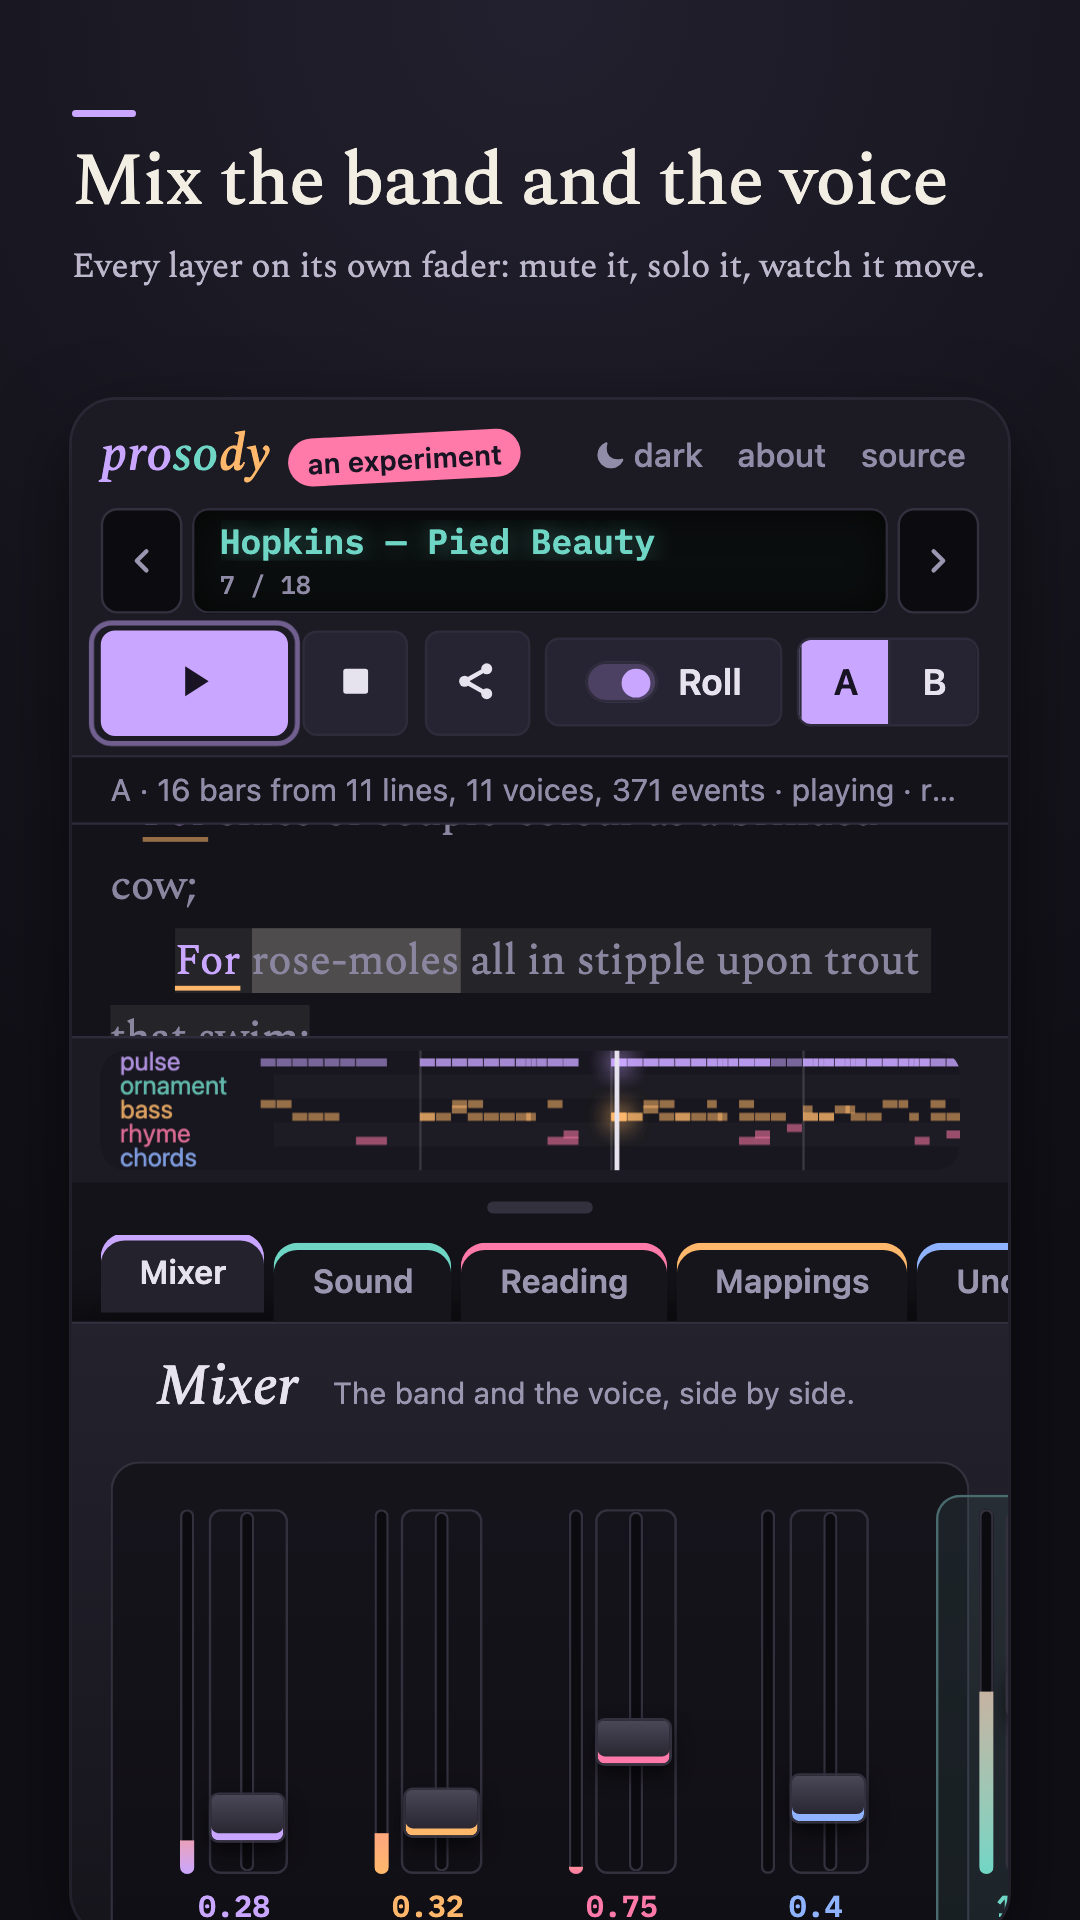 Mix the band and the voice
Every layer on its own fader: mute it, solo it, watch it move.
prosody an experiment dark about source
Hopkins — Pied Beauty
7 / 18
Roll A B
A · 16 bars from 11 lines, 11 voices, 371 events · playing · r...
cow;
For rose-moles all in stipple upon trout
that swim:
pulse
ornament
bass
rhyme
chords
Mixer Sound Reading Mappings
Mixer The band and the voice, side by side.
0.28 0.32 0.75 0.4